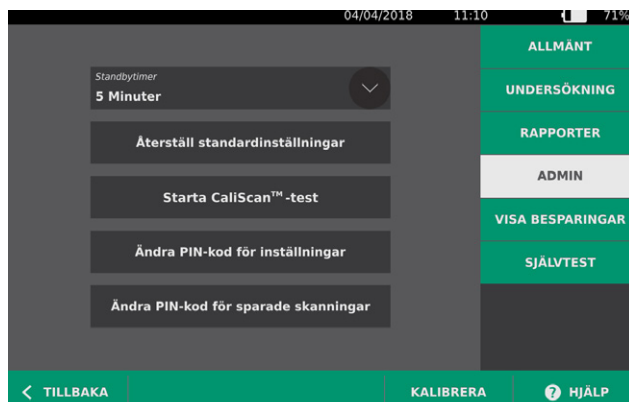 04/04/2018 11:10 71%
Standbytimer
5 Minuter
Återställ standardinställningar
Starta CaliScan™-test
Ändra PIN-kod för inställningar
Ändra PIN-kod för sparade skanningar
ALLMÄNT
UNDERSÖKNING
RAPPORTER
ADMIN
VISA BESPARINGAR
SJÄLVTEST
TILLBAKA
KALIBRERA
? HJÄLP